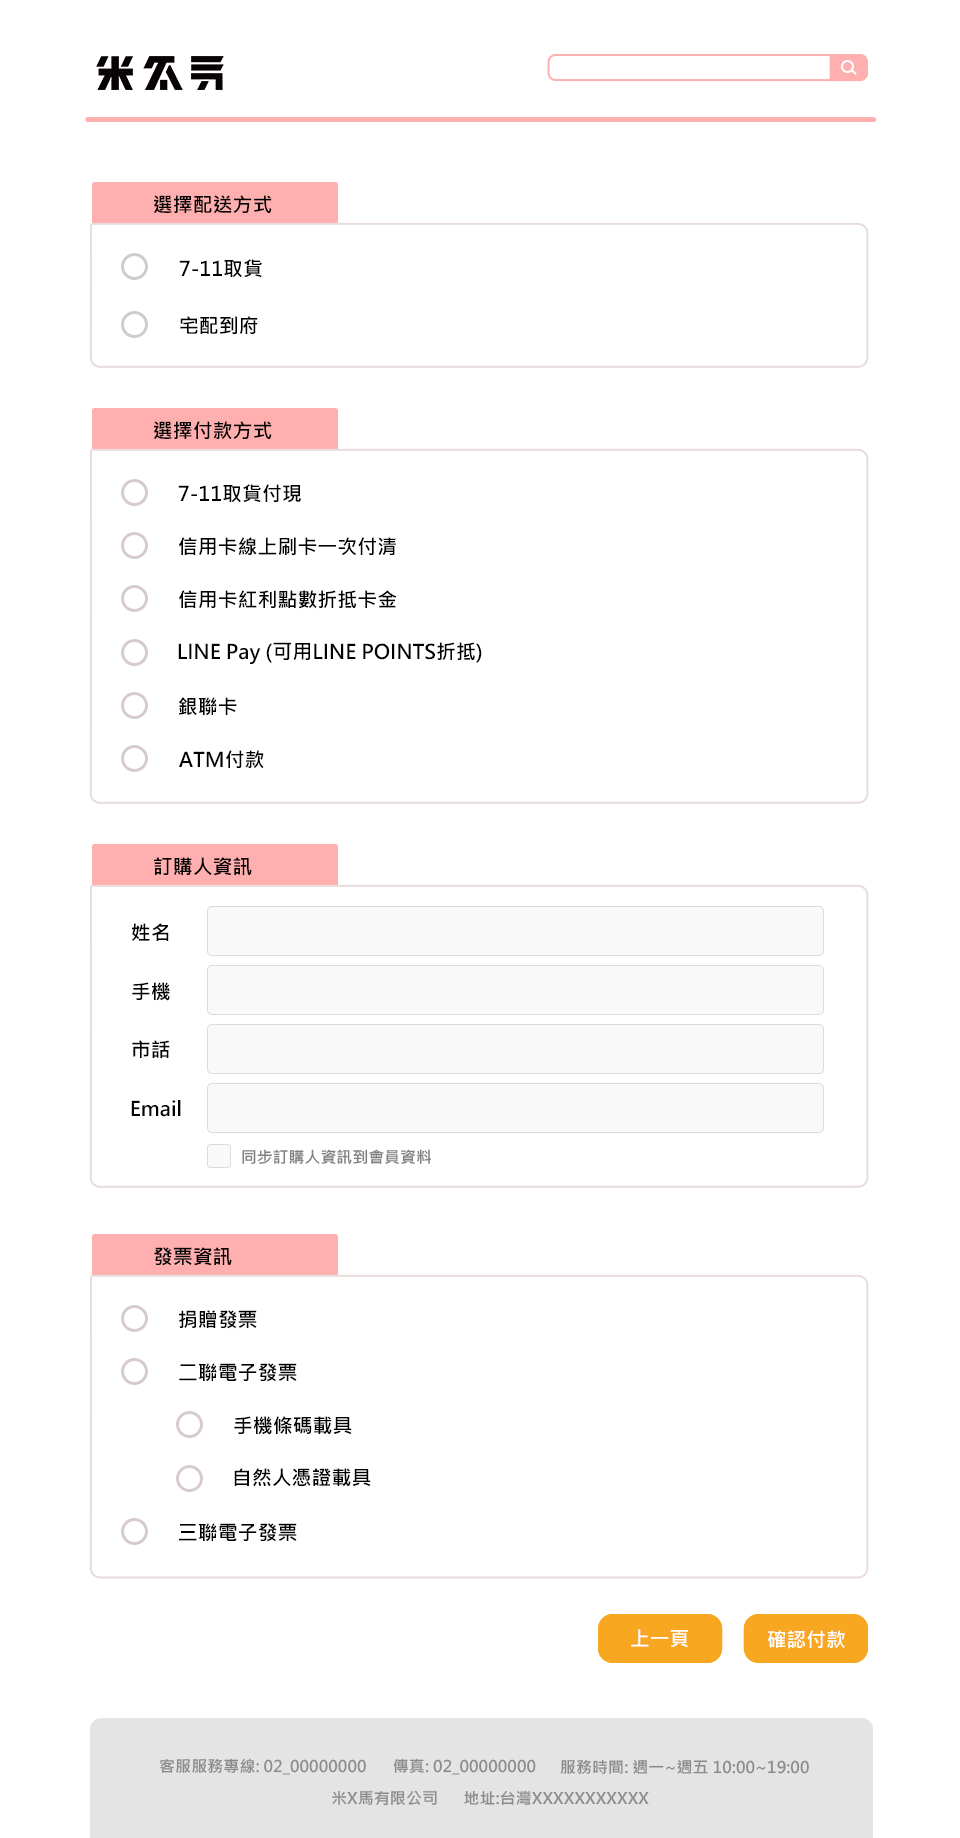 選擇配送方式
7-11取貨
宅配到府
選擇付款方式
7-11取貨付現
信用卡線上刷卡一次付清
信用卡紅利點數折抵卡金
LINE Pay (可用LINE POINTS折抵)
銀聯卡
ATM付款
訂購人資訊
姓名
手機
市話
Email
同步訂購人資訊到會員資料
發票資訊
捐贈發票
二聯電子發票
手機條碼載具
自然人憑證載具
三聯電子發票
上一頁 確認付款
客服服務專線: 02_00000000 傳真: 02_00000000 服務時間: 週一~週五 10:00~19:00
米X馬有限公司 地址:台灣XXXXXXXXXXX